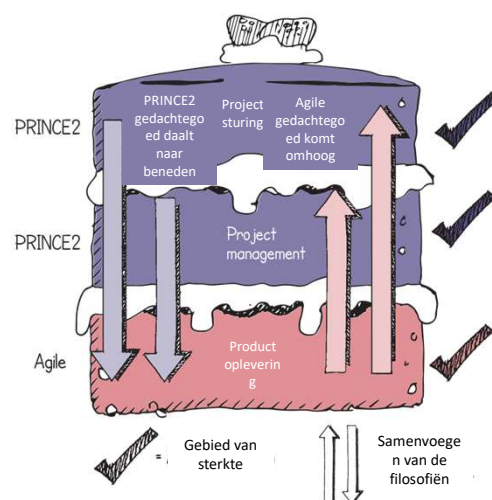 PRINCE2
PRINCE2
gedachtego
ed daalt
naar
beneden
Project
sturing
Agile
gedachtego
ed komt
omhoog
PRINCE2
Project
management
Agile
Product
opleverin
g
= Gebied van
sterkte
Samenvoege
n van de
filosofiën